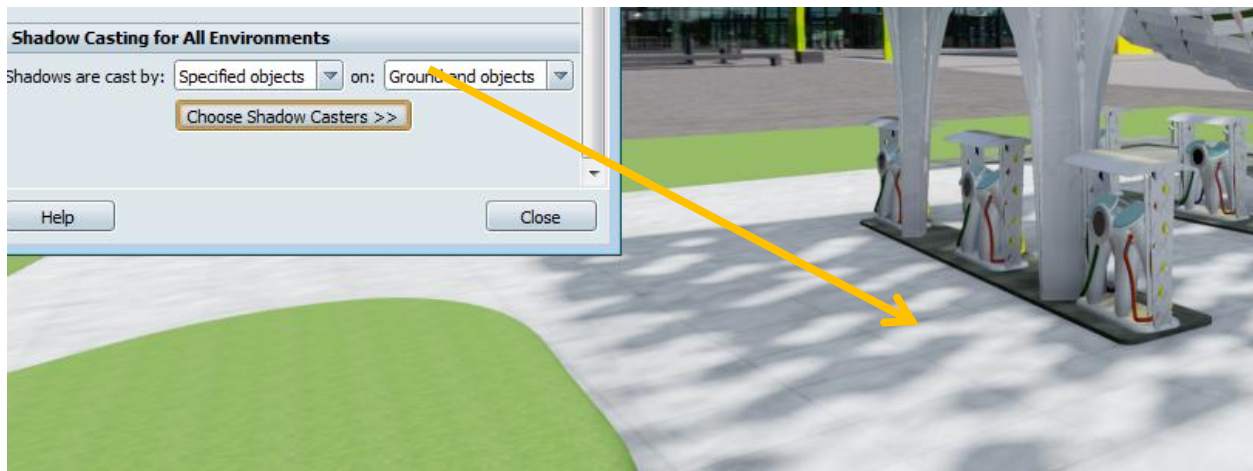 Shadow Casting for All Environments
Shadows are cast by: Specified objects on: Ground and objects
Choose Shadow Casters >>
Help Close